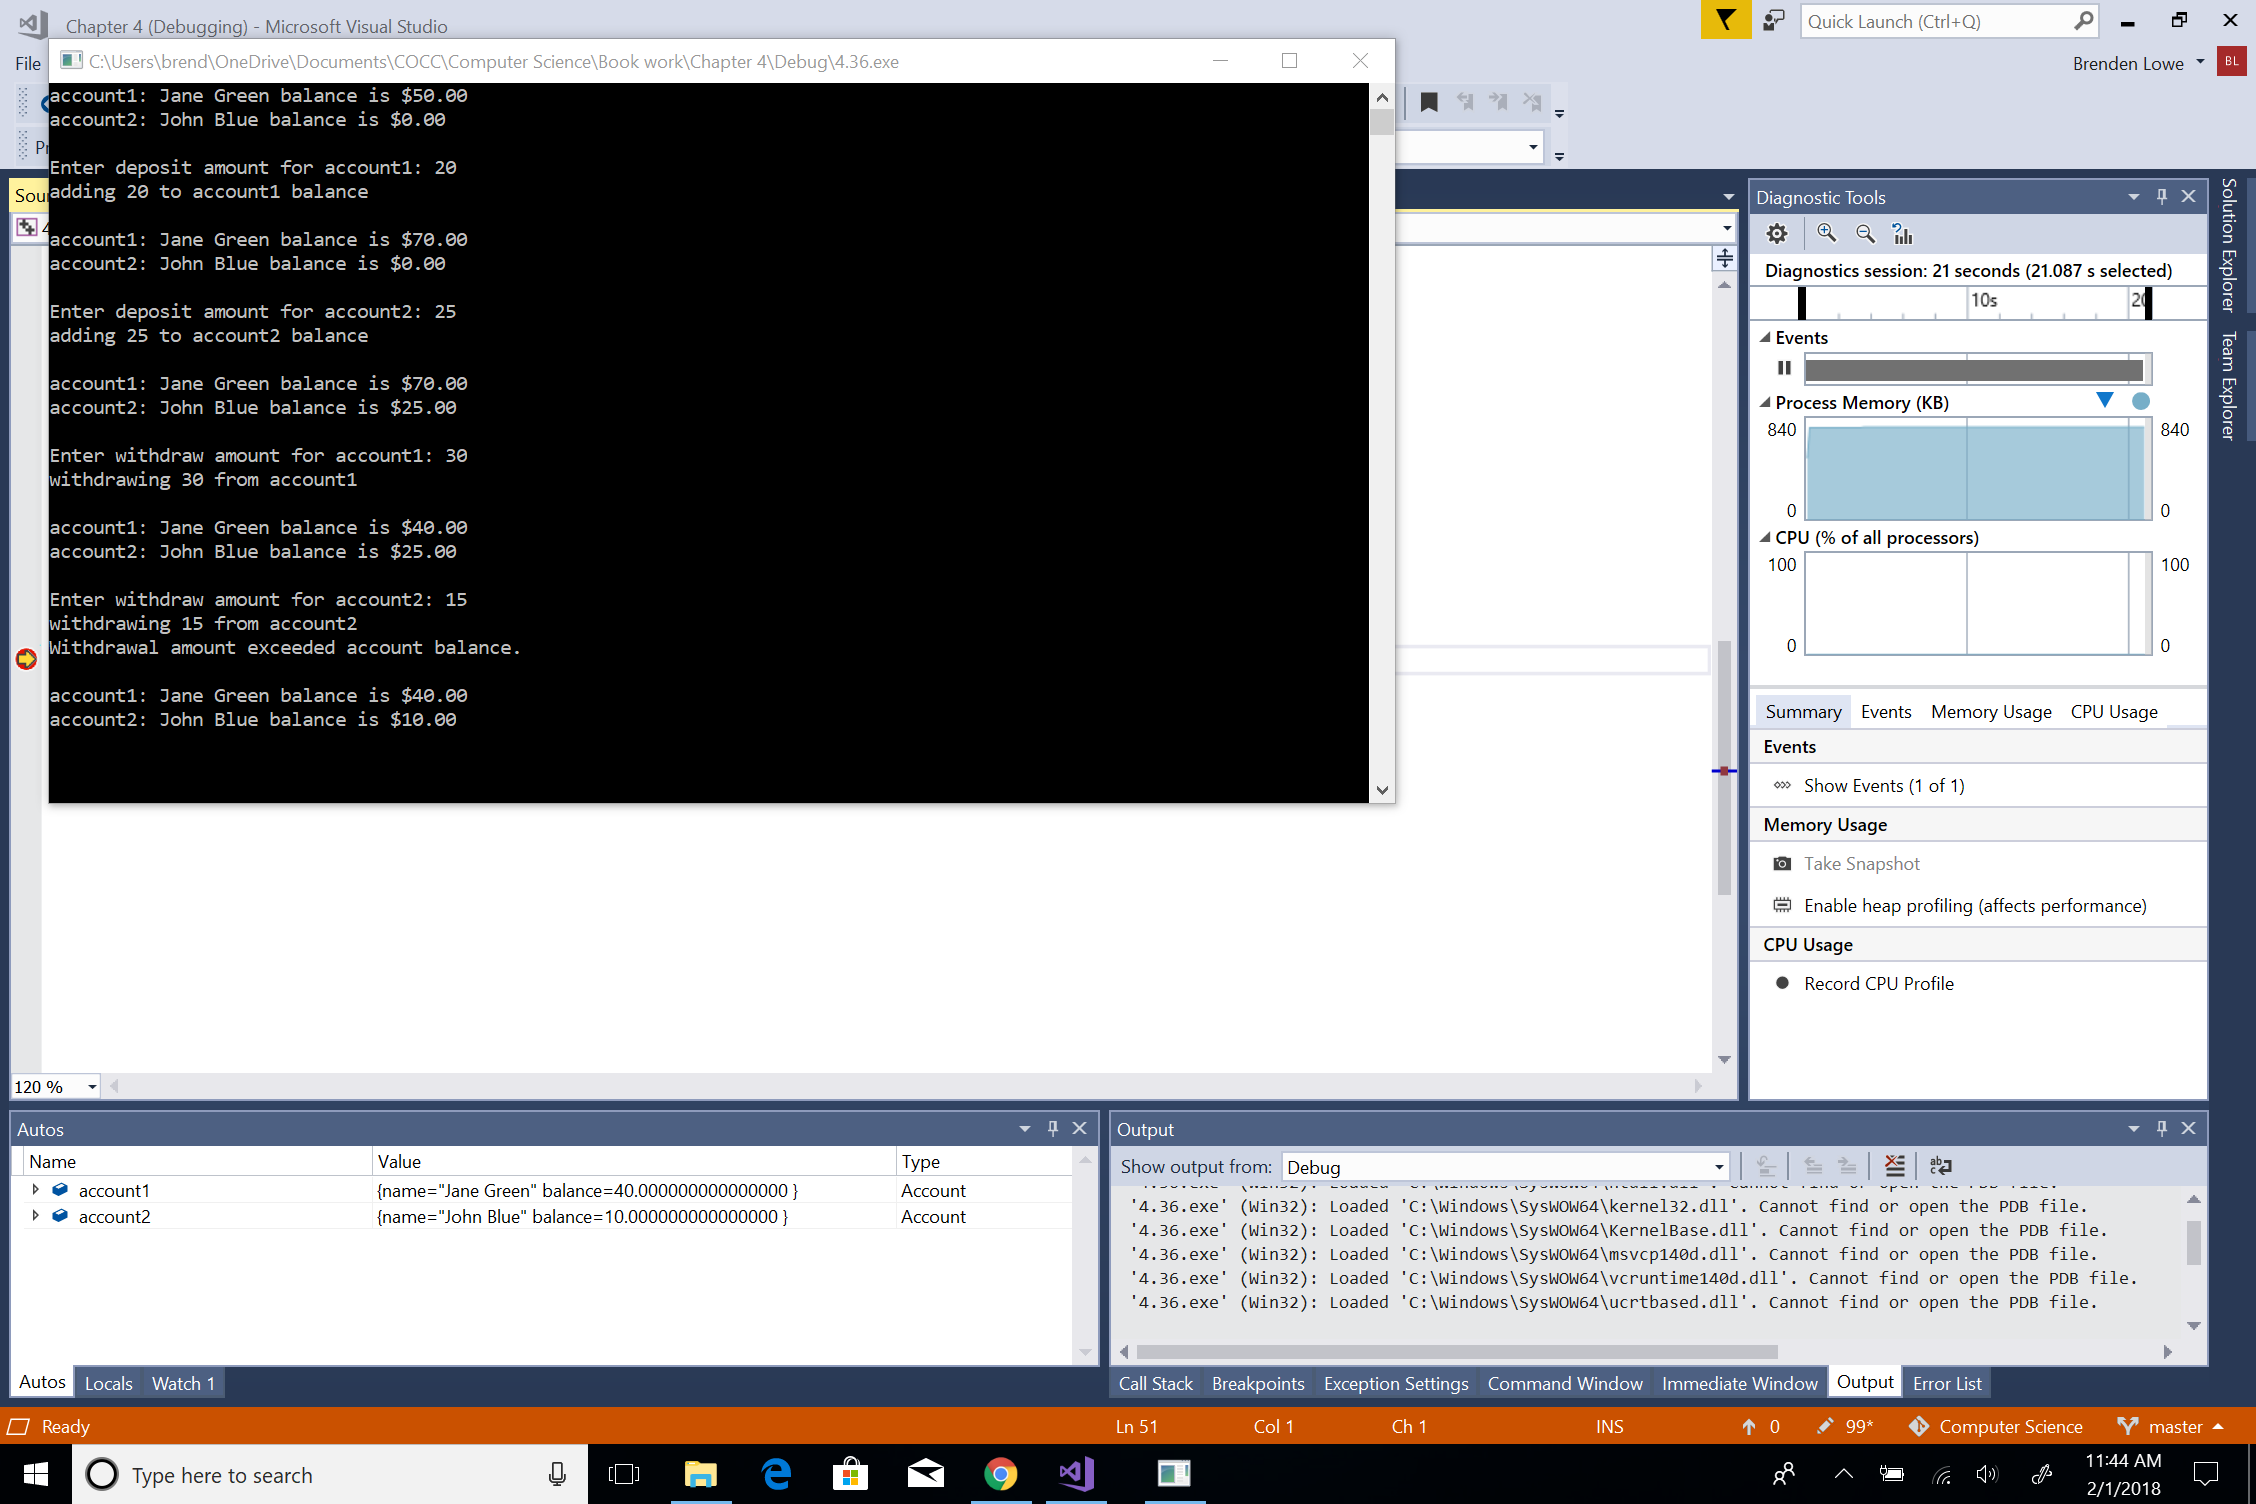 Chapter 4 (Debugging) - Microsoft Visual Studio
Quick Launch (Ctrl+Q)
File
Brenden Lowe
BL
C:\Users\brend\OneDrive\Documents\COCC\Computer Science\Book work\Chapter 4\Debug\4.36.exe
account1: Jane Green balance is $50.00
account2: John Blue balance is $0.00
Enter deposit amount for account1: 20
adding 20 to account1 balance
account1: Jane Green balance is $70.00
account2: John Blue balance is $0.00
Enter deposit amount for account2: 25
adding 25 to account2 balance
account1: Jane Green balance is $70.00
account2: John Blue balance is $25.00
Enter withdraw amount for account1: 30
withdrawing 30 from account1
account1: Jane Green balance is $40.00
account2: John Blue balance is $25.00
Enter withdraw amount for account2: 15
withdrawing 15 from account2
Withdrawal amount exceeded account balance.
account1: Jane Green balance is $40.00
account2: John Blue balance is $10.00
120 %
Diagnostic Tools
Diagnostics session: 21 seconds (21.087 s selected)
10s
Events
Process Memory (KB)
840 840
0 0
CPU (% of all processors)
100 100
0 0
Summary Events Memory Usage CPU Usage
Events
Show Events (1 of 1)
Memory Usage
Take Snapshot
Enable heap profiling (affects performance)
CPU Usage
Record CPU Profile
Solution Explorer
Team Explorer
Autos
Name Value Type
account1 {name="Jane Green" balance=40.000000000000000 } Account
account2 {name="John Blue" balance=10.000000000000000 } Account
Autos Locals Watch 1
Output
Show output from: Debug
'4.36.exe' (Win32): Loaded 'C:\Windows\SysWOW64\kernel32.dll'. Cannot find or open the PDB file.
'4.36.exe' (Win32): Loaded 'C:\Windows\SysWOW64\KernelBase.dll'. Cannot find or open the PDB file.
'4.36.exe' (Win32): Loaded 'C:\Windows\SysWOW64\msvcp140d.dll'. Cannot find or open the PDB file.
'4.36.exe' (Win32): Loaded 'C:\Windows\SysWOW64\vcruntime140d.dll'. Cannot find or open the PDB file.
'4.36.exe' (Win32): Loaded 'C:\Windows\SysWOW64\ucrtbased.dll'. Cannot find or open the PDB file.
Call Stack Breakpoints Exception Settings Command Window Immediate Window Output Error List
Ready Ln 51 Col 1 Ch 1 INS 0 99* Computer Science master
Type here to search
11:44 AM
2/1/2018